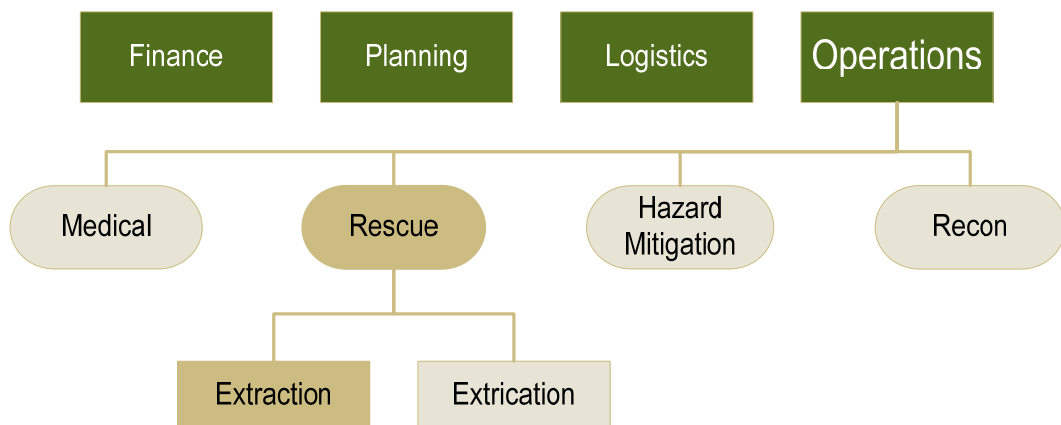 Finance
Planning
Logistics
Operations
Medical
Rescue
Hazard
Mitigation
Recon
Extraction
Extrication